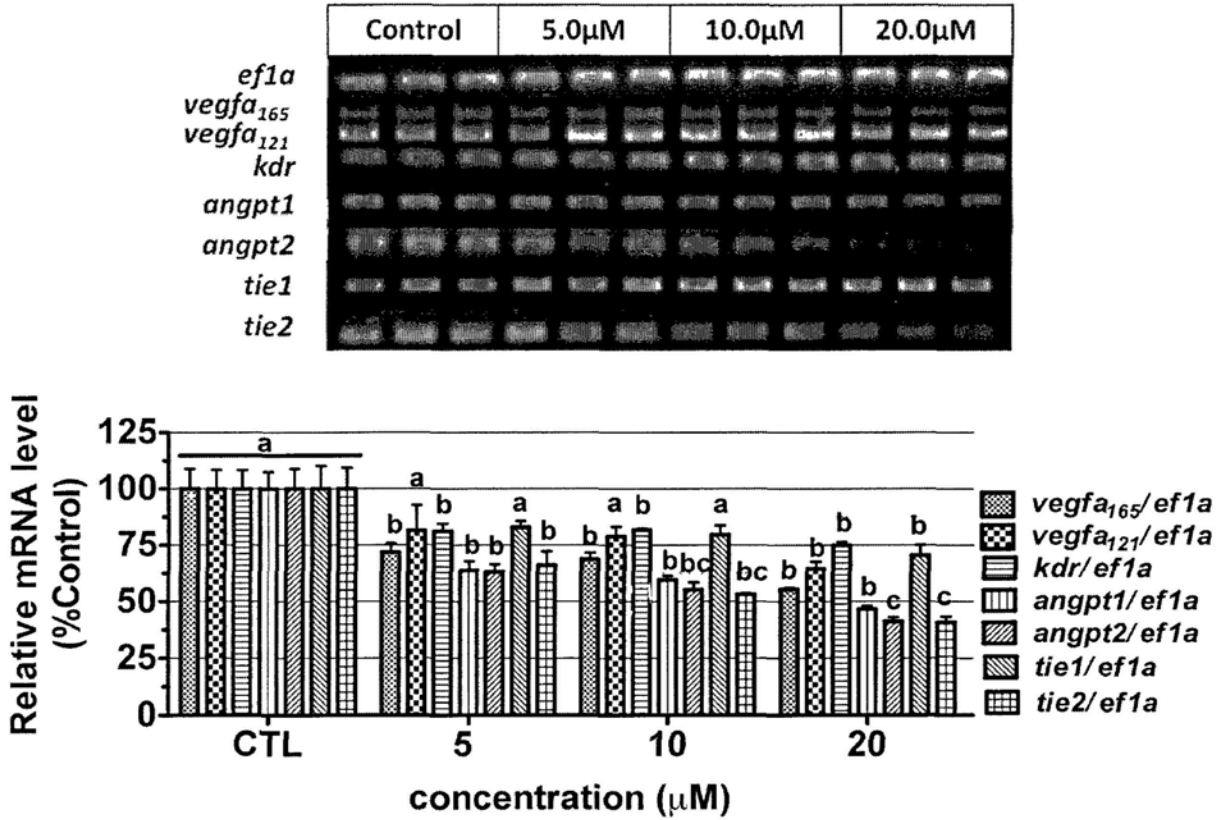 Control 5.0μM 10.0μM 20.0μM
ef1a
vegfa165
vegfa121
kdr
angpt1
angpt2
tie1
tie2
Relative mRNA level
(%Control)
125
100
75
50
25
0
a
b a b b b a b
b a b b bc a bc
b b b b c b c
CTL 5 10 20
concentration (μM)
vegfa165/ef1a
vegfa121/ef1a
kdr/ef1a
angpt1/ef1a
angpt2/ef1a
tie1/ef1a
tie2/ef1a